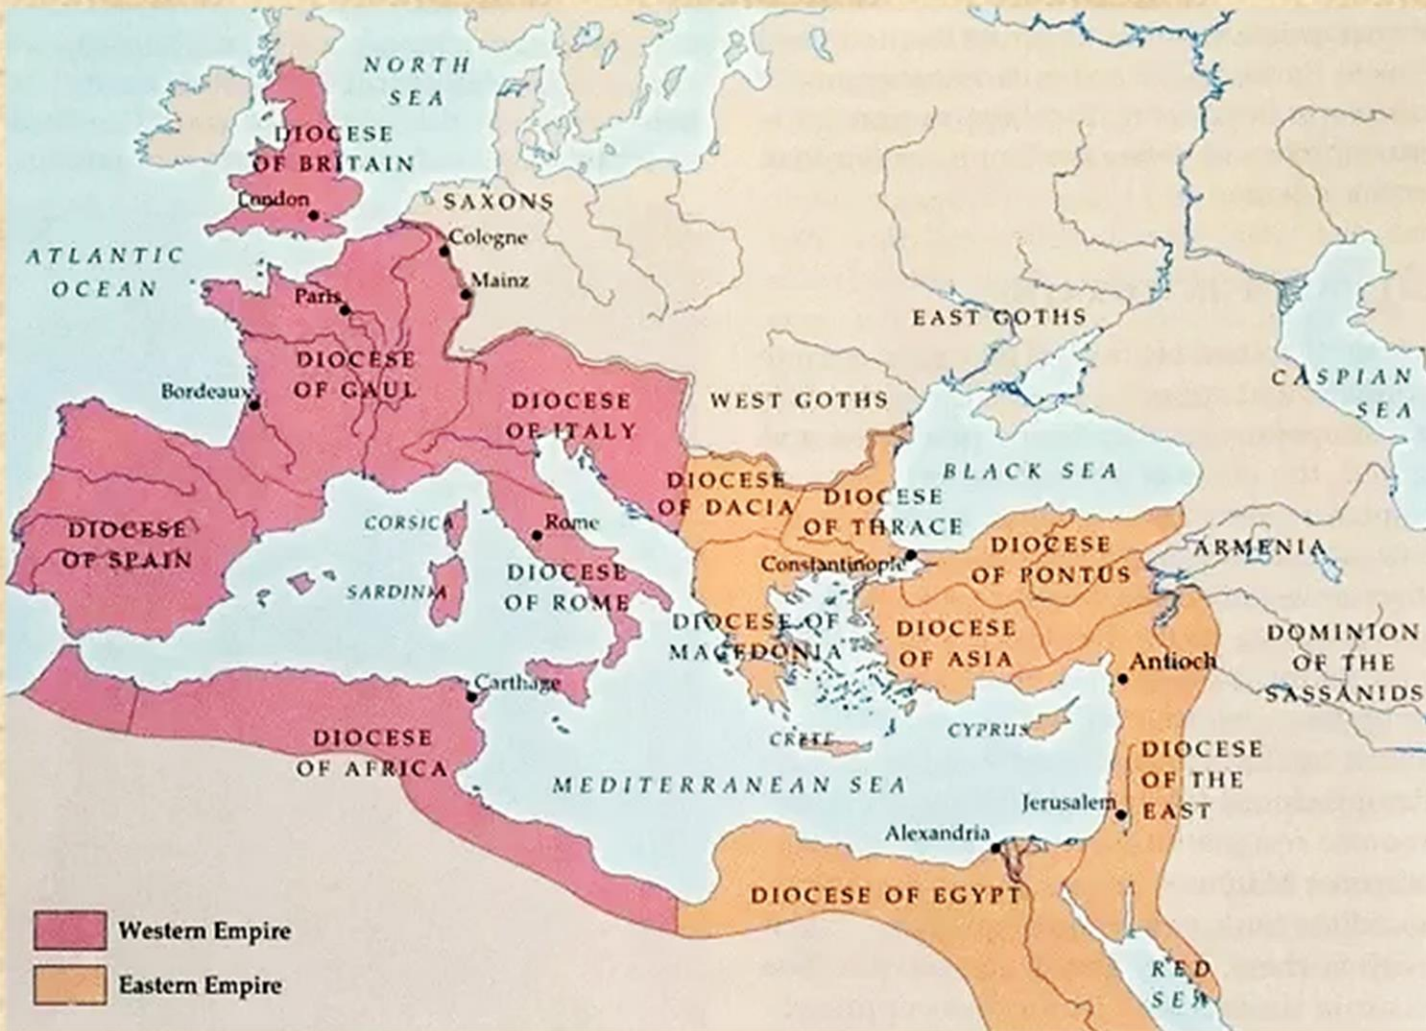 NORTH
SEA
DIOCESE
OF BRITAIN
London
SAXONS
Cologne
ATLANTIC
OCEAN
Mainz
Paris
EAST GOTHS
DIOCESE
OF GAUL
CASPIAN
SEA
Bordeaux
DIOCESE
OF ITALY
WEST GOTHS
BLACK SEA
DIOCESE
OF DACIA
DIOCESE
OF THRACE
CORSICA
Rome
DIOCESE
OF SPAIN
DIOCESE
OF PONTUS
ARMENIA
Constantinople
SARDINIA
DIOCESE
OF ROME
DIOCESE OF
MACEDONIA
DIOCESE
OF ASIA
DOMINION
OF THE
SASSANIDS
Antioch
Carthage
CRETE
CYPRUS
DIOCESE
OF AFRICA
DIOCESE
OF THE
EAST
MEDITERRANEAN SEA
Jerusalem
Alexandria
DIOCESE OF EGYPT
Western Empire
Eastern Empire
RED
SEA